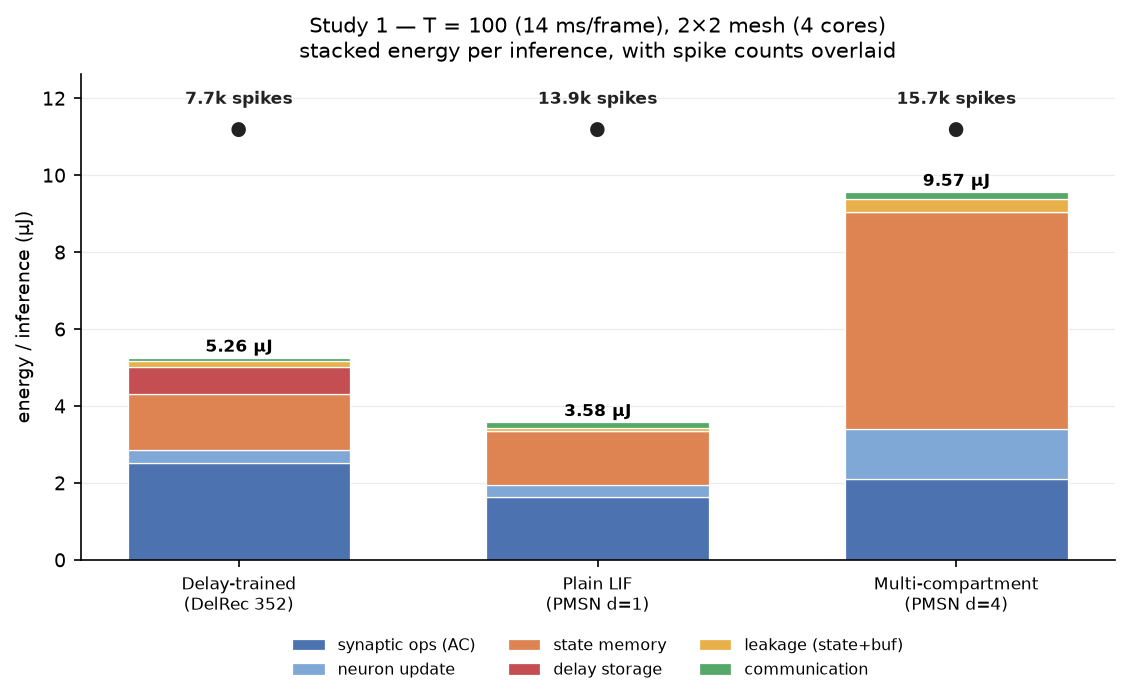 Study 1 — T = 100 (14 ms/frame), 2×2 mesh (4 cores)
stacked energy per inference, with spike counts overlaid
energy / inference (μJ)
12
10
8
6
4
2
0
7.7k spikes
13.9k spikes
15.7k spikes
5.26 μJ
3.58 μJ
9.57 μJ
Delay-trained
(DelRec 352)
Plain LIF
(PMSN d=1)
Multi-compartment
(PMSN d=4)
synaptic ops (AC)
neuron update
state memory
delay storage
leakage (state+buf)
communication